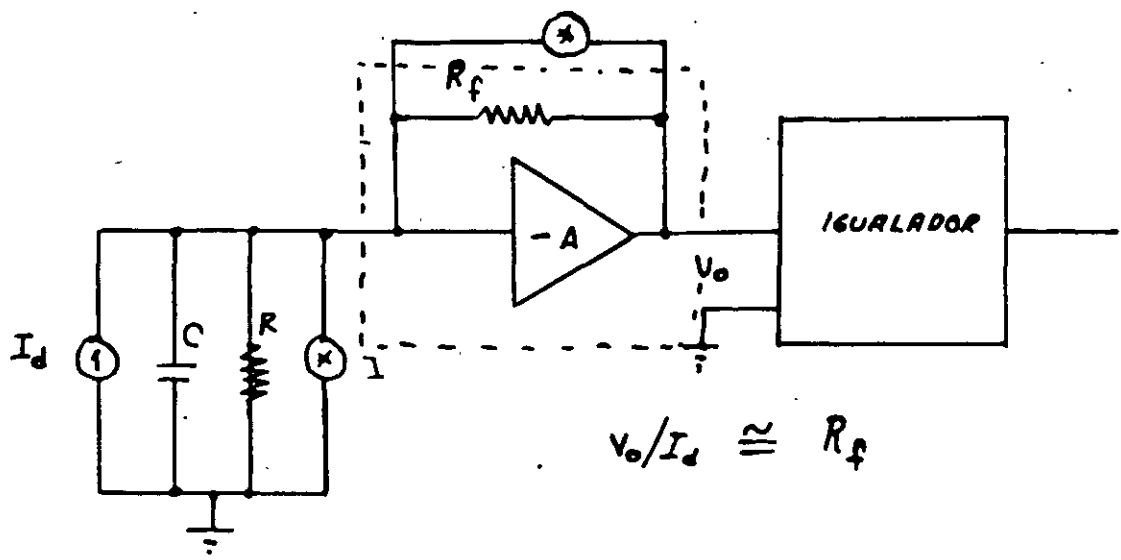 R_f
- A
IGUALADOR
V_o
I_d
C
R
I
V_o/I_d ≅ R_f